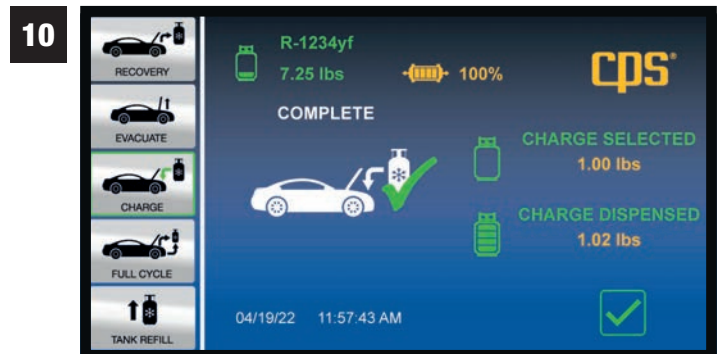 10
RECOVERY
EVACUATE
CHARGE
FULL CYCLE
TANK REFILL
R-1234yf
7.25 lbs
100%
cps®
COMPLETE
CHARGE SELECTED
1.00 lbs
CHARGE DISPENSED
1.02 lbs
04/19/22 11:57:43 AM